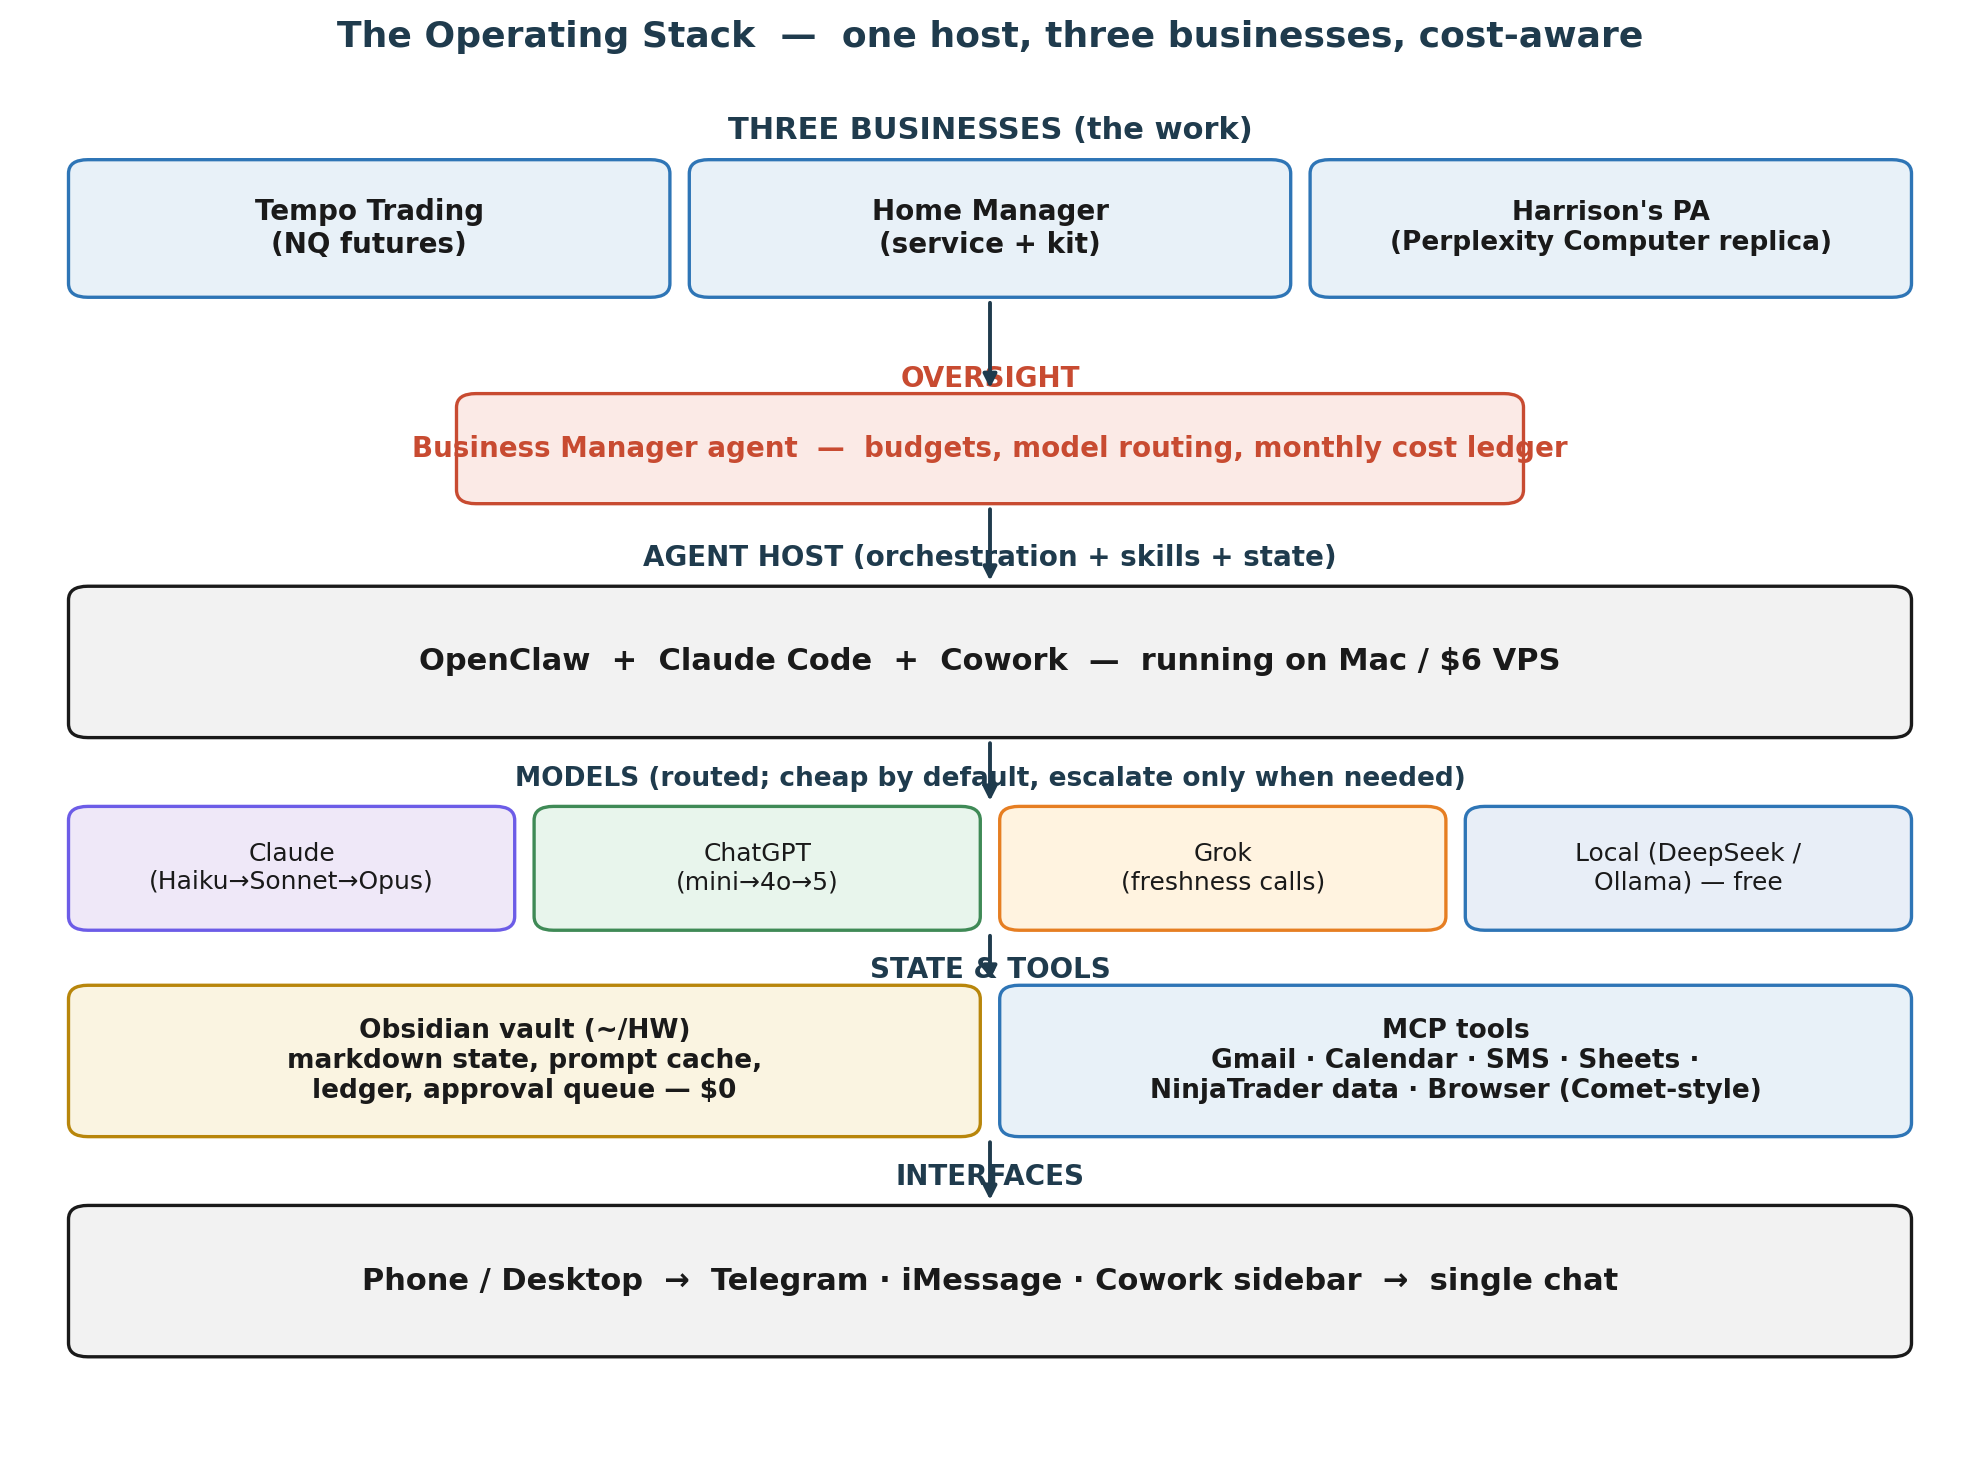 The Operating Stack — one host, three businesses, cost-aware
THREE BUSINESSES (the work)
Tempo Trading
(NQ futures)
Home Manager
(service + kit)
Harrison's PA
(Perplexity Computer replica)
OVERSIGHT
Business Manager agent — budgets, model routing, monthly cost ledger
AGENT HOST (orchestration + skills + state)
OpenClaw + Claude Code + Cowork — running on Mac / $6 VPS
MODELS (routed; cheap by default, escalate only when needed)
Claude
(Haiku→Sonnet→Opus)
ChatGPT
(mini→4o→5)
Grok
(freshness calls)
Local (DeepSeek /
Ollama) — free
STATE & TOOLS
Obsidian vault (~/HW)
markdown state, prompt cache,
ledger, approval queue — $0
MCP tools
Gmail · Calendar · SMS · Sheets ·
NinjaTrader data · Browser (Comet-style)
INTERFACES
Phone / Desktop → Telegram · iMessage · Cowork sidebar → single chat